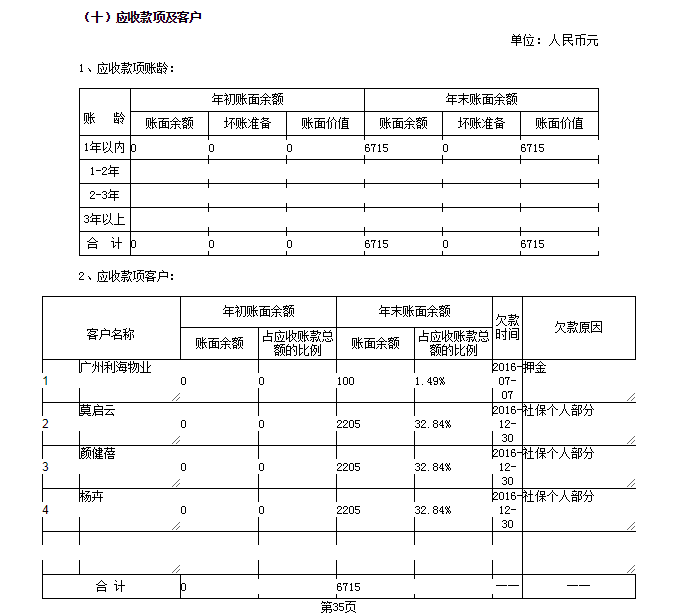 （十）应收款项及客户
单位：人民币元
1、应收款项账龄：
账 龄 年初账面余额 年末账面余额
账面余额 坏账准备 账面价值 账面余额 坏账准备 账面价值
1年以内 0 0 0 6715 0 6715
1-2年
2-3年
3年以上
合 计 0 0 0 6715 0 6715
2、应收款项客户：
客户名称 年初账面余额 年末账面余额 欠款时间 欠款原因
账面余额 占应收账款总额的比例 账面余额 占应收账款总额的比例
1 广州利海物业 0 0 100 1.49% 2016-07-07 押金
2 莫启云 0 0 2205 32.84% 2016-12-30 社保个人部分
3 颜健蓓 0 0 2205 32.84% 2016-12-30 社保个人部分
4 杨卉 0 0 2205 32.84% 2016-12-30 社保个人部分
合 计 0 6715 —— ——
第35页